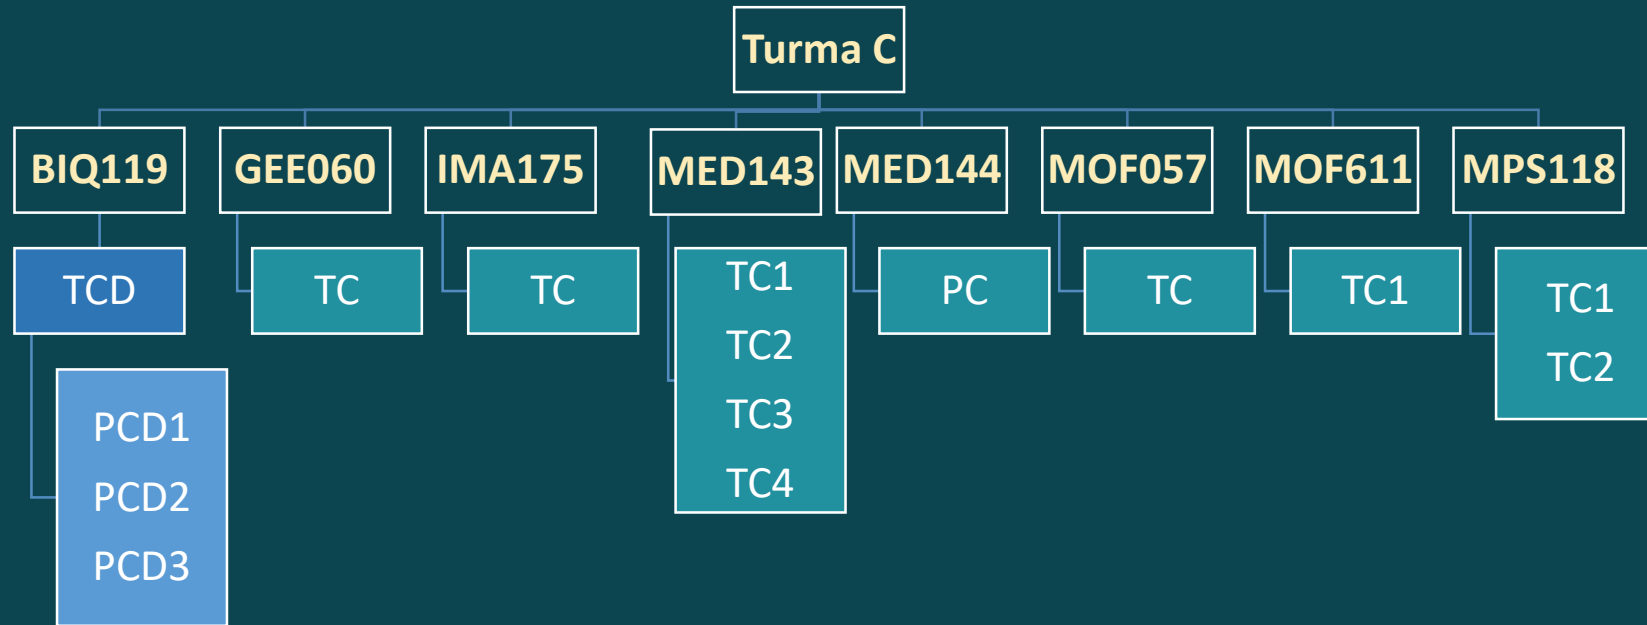 Turma C
BIQ119
GEE060
IMA175
MED143
MED144
MOF057
MOF611
MPS118
TCD
PCD1
PCD2
PCD3
TC
TC
TC1
TC2
TC3
TC4
PC
TC
TC1
TC1
TC2